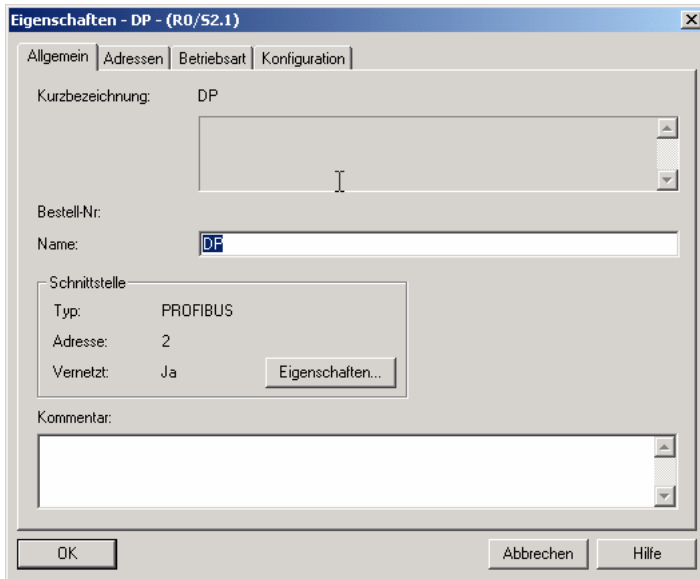 Eigenschaften - DP - (R0/S2.1)
Allgemein Adressen Betriebsart Konfiguration
Kurzbezeichnung: DP
Bestell-Nr:
Name: DP
Schnittstelle
Typ: PROFIBUS
Adresse: 2
Vernetzt: Ja Eigenschaften...
Kommentar:
OK Abbrechen Hilfe